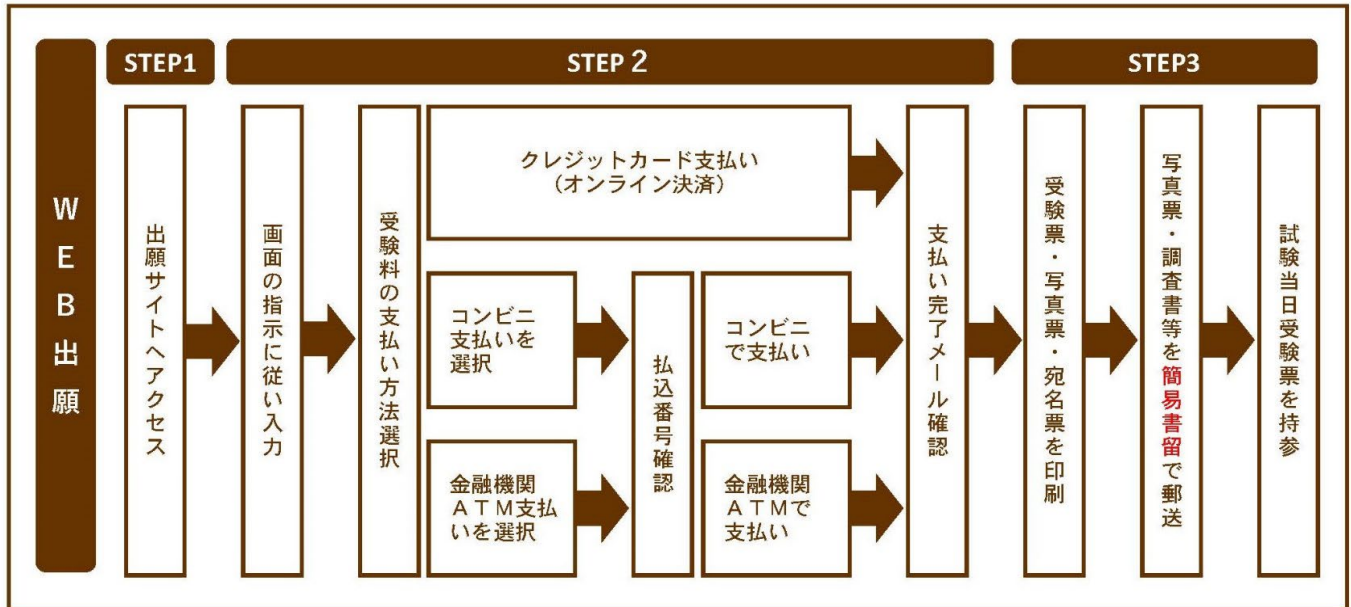 WEB出願
STEP1
STEP 2
STEP3
出願サイトへアクセス
画面の指示に従い入力
受験料の支払い方法選択
クレジットカード支払い
（オンライン決済）
コンビニ
支払いを
選択
金融機関
ＡＴＭ支払
いを選択
払込番号確認
コンビニ
で支払い
金融機関
ＡＴＭで
支払い
支払い完了メール確認
受験票・写真票・宛名票を印刷
写真票・調査書等を簡易書留で郵送
試験当日受験票を持参